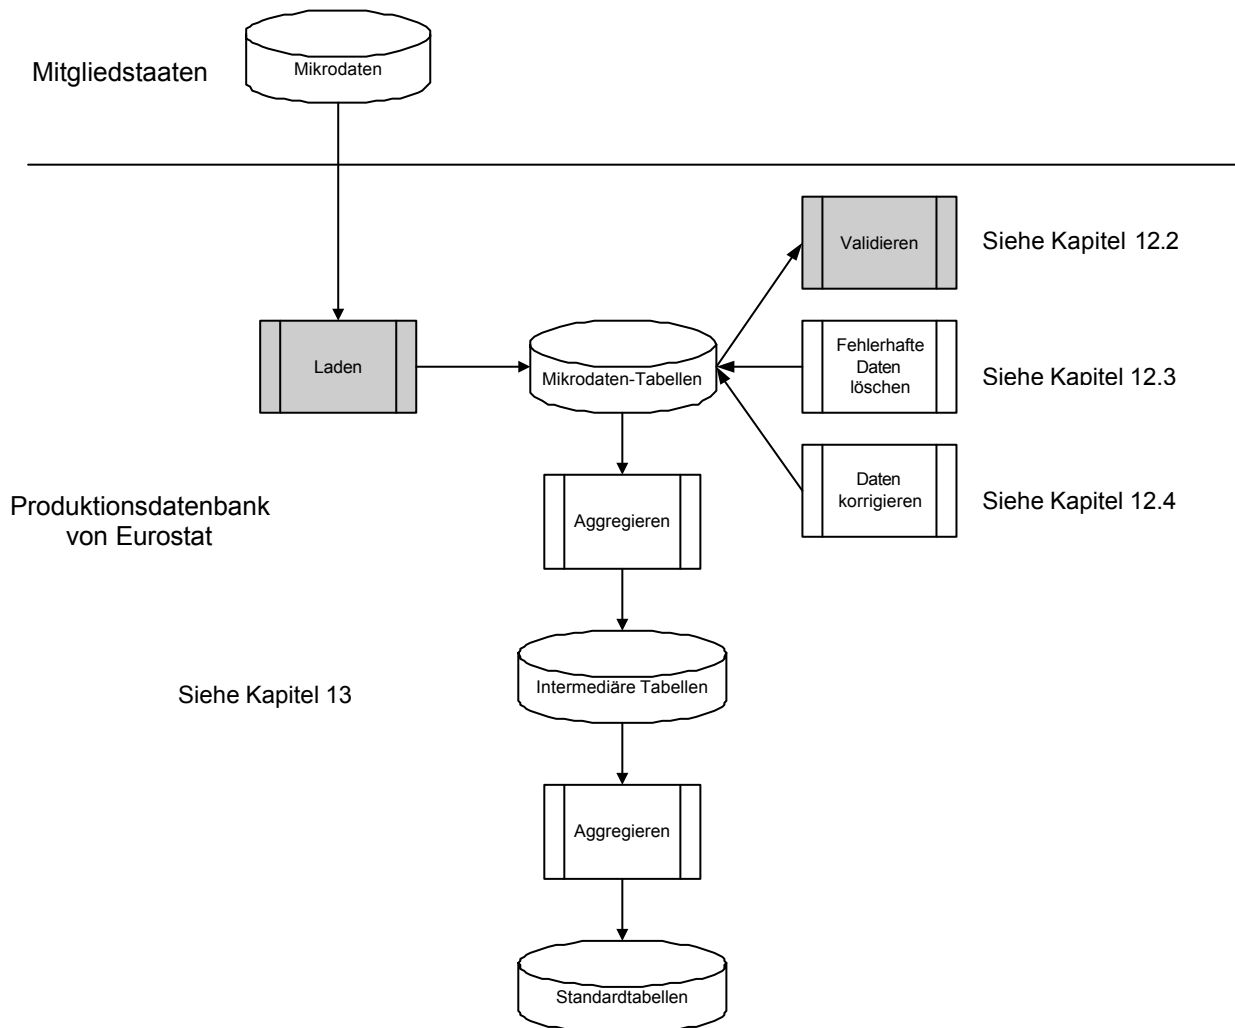 Mitgliedstaaten
Mikrodaten
Validieren
Siehe Kapitel 12.2
Laden
Mikrodaten-Tabellen
Fehlerhafte
Daten
löschen
Siehe Kapitel 12.3
Daten
korrigieren
Siehe Kapitel 12.4
Produktionsdatenbank
von Eurostat
Aggregieren
Siehe Kapitel 13
Intermediäre Tabellen
Aggregieren
Standardtabellen